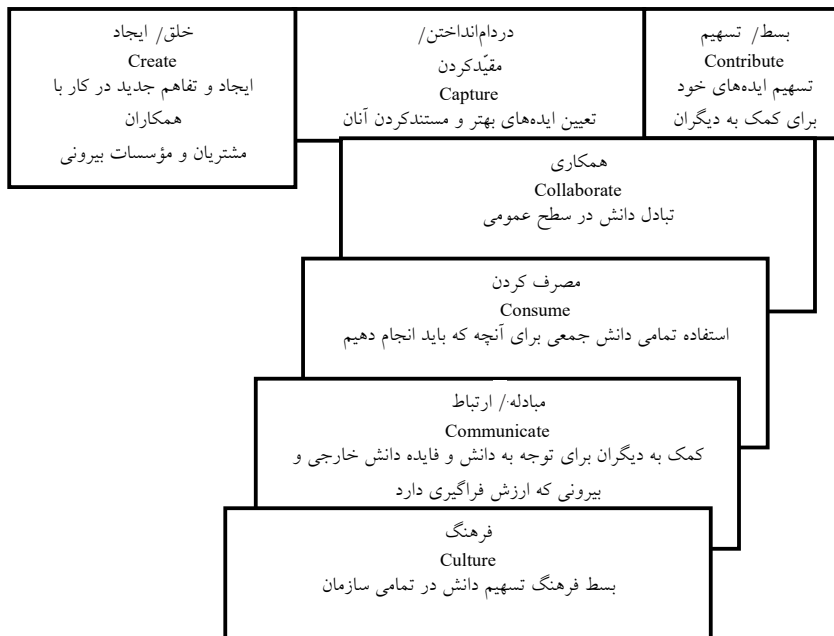 بسط/ تسهیم
Contribute
تسهیم ایده‌های خود
برای کمک به دیگران
دردام‌انداختن/
مقیّدکردن
Capture
تعیین ایده‌های بهتر و مستندکردن آنان
خلق/ ایجاد
Create
ایجاد و تفاهم جدید در کار با
همکاران
مشتریان و مؤسسات بیرونی
همکاری
Collaborate
تبادل دانش در سطح عمومی
مصرف کردن
Consume
استفاده تمامی دانش جمعی برای آنچه که باید انجام دهیم
مبادله/ ارتباط
Communicate
کمک به دیگران برای توجه به دانش و فایده دانش خارجی و
بیرونی که ارزش فراگیری دارد
فرهنگ
Culture
بسط فرهنگ تسهیم دانش در تمامی سازمان